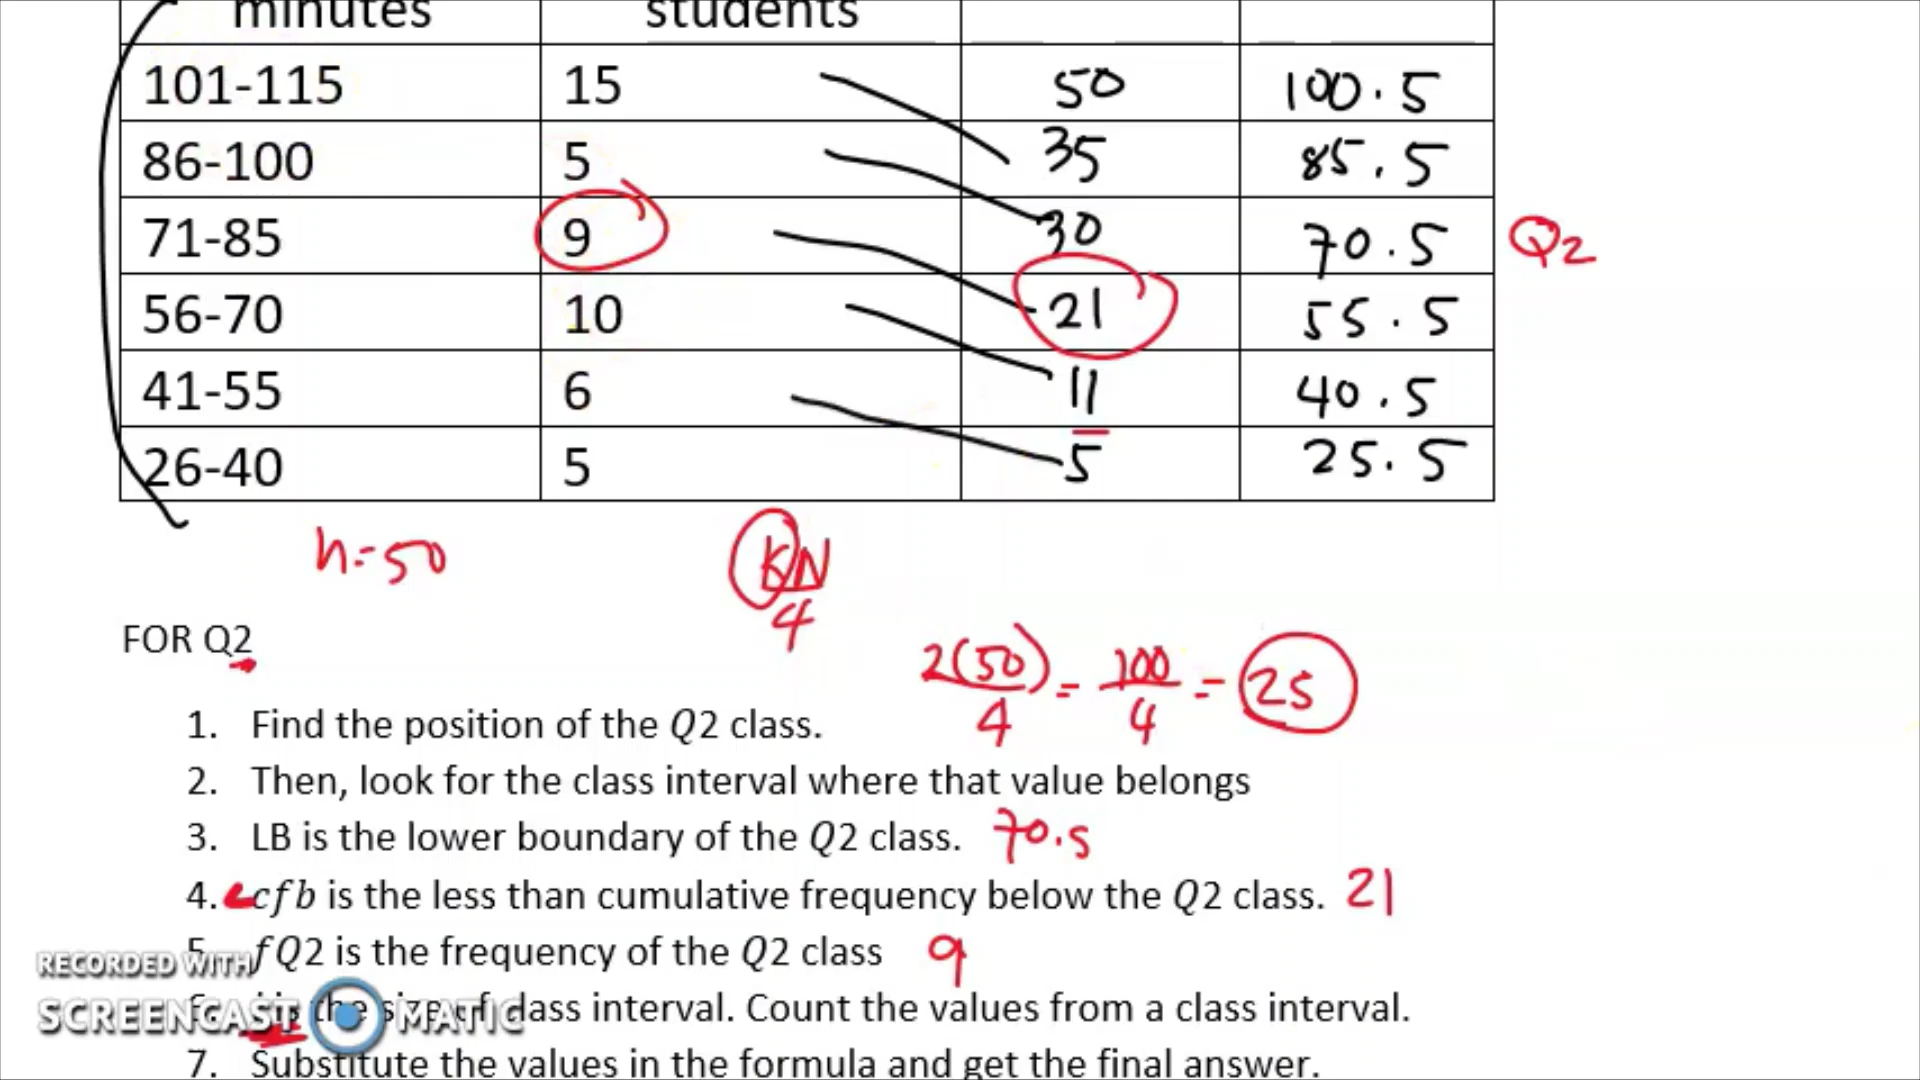 minutes students
101-115 15 50 100.5
86-100 5 35 85.5
71-85 9 30 70.5 Q2
56-70 10 21 55.5
41-55 6 11 40.5
26-40 5 5 25.5
n=50
KN
4
FOR Q2
2(50) = 100 = 25
4 4
1. Find the position of the Q2 class.
2. Then, look for the class interval where that value belongs
3. LB is the lower boundary of the Q2 class. 70.5
4. <cfb is the less than cumulative frequency below the Q2 class. 21
5. fQ2 is the frequency of the Q2 class 9
6. is the size of class interval. Count the values from a class interval.
7. Substitute the values in the formula and get the final answer.
RECORDED WITH
SCREENCAST MATIC